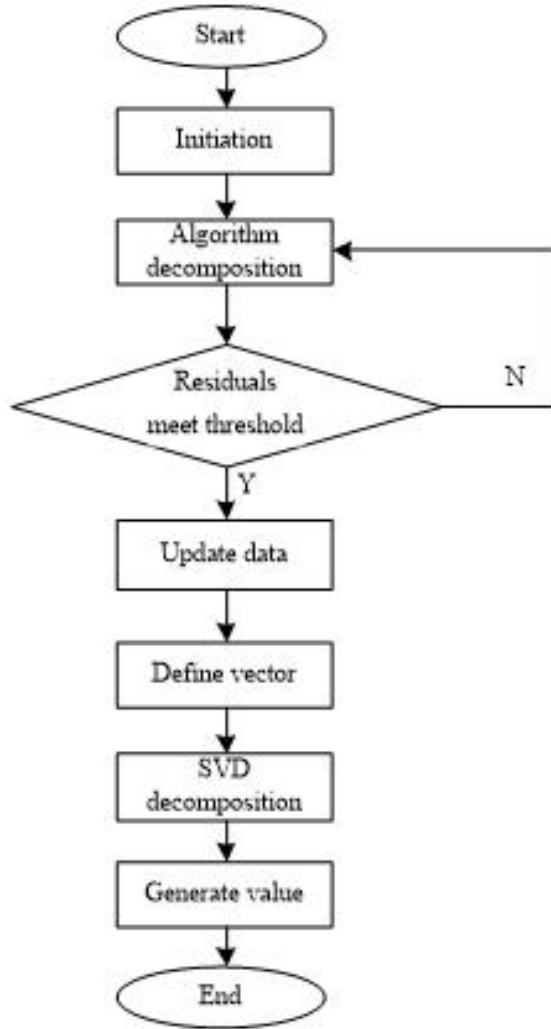 Start
Initiation
Algorithm
decomposition
Residuals
meet threshold
N
Y
Update data
Define vector
SVD
decomposition
Generate value
End